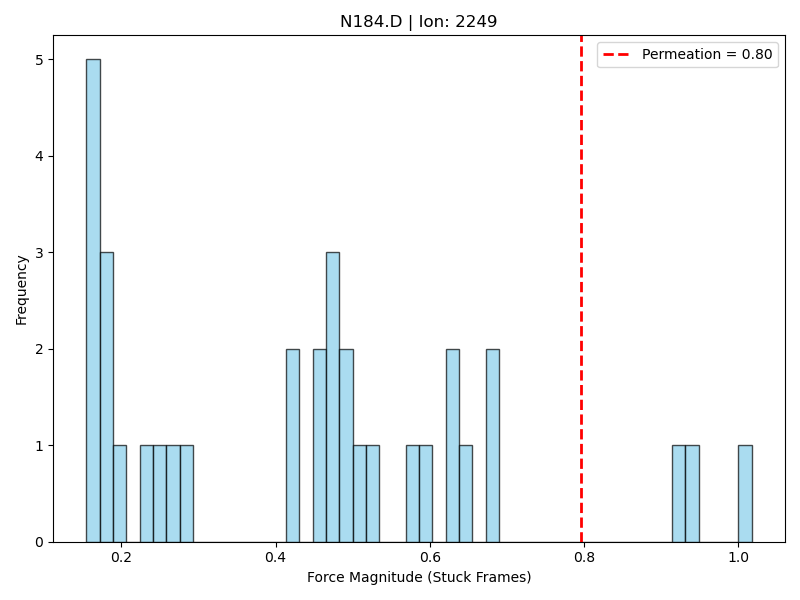 N184.D | Ion: 2249
Permeation = 0.80
5
4
3
2
1
0
Frequency
0.2
0.4
0.6
0.8
1.0
Force Magnitude (Stuck Frames)